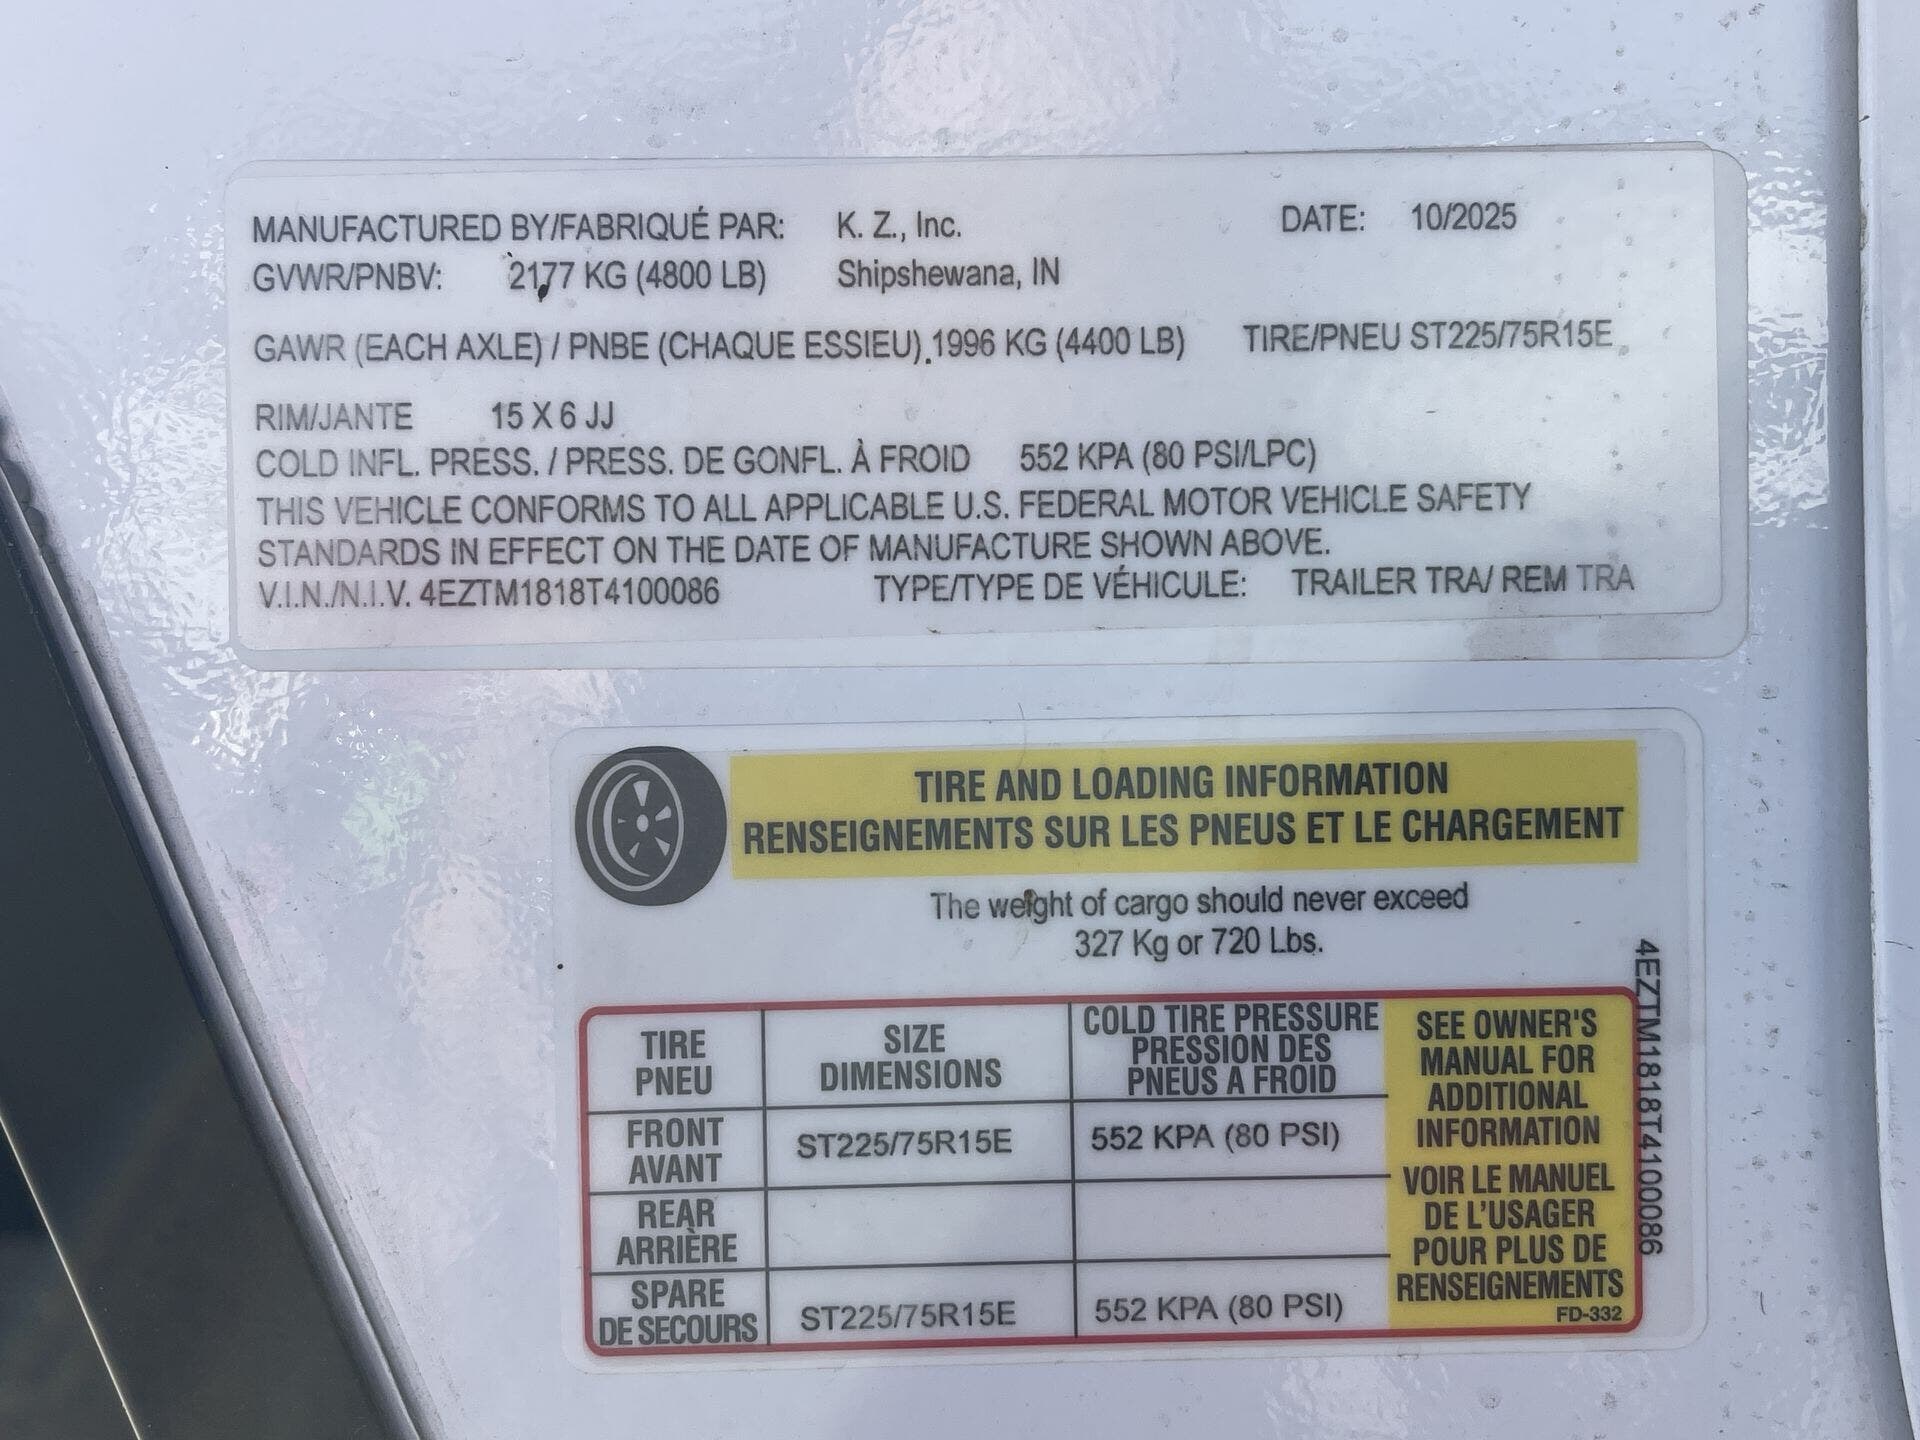 MANUFACTURED BY/FABRIQUÉ PAR: K. Z., Inc. DATE: 10/2025
GVWR/PNBV: 2177 KG (4800 LB) Shipshewana, IN
GAWR (EACH AXLE) / PNBE (CHAQUE ESSIEU) 1996 KG (4400 LB) TIRE/PNEU ST225/75R15E
RIM/JANTE 15 X 6 JJ
COLD INFL. PRESS. / PRESS. DE GONFL. À FROID 552 KPA (80 PSI/LPC)
THIS VEHICLE CONFORMS TO ALL APPLICABLE U.S. FEDERAL MOTOR VEHICLE SAFETY
STANDARDS IN EFFECT ON THE DATE OF MANUFACTURE SHOWN ABOVE.
V.I.N./N.I.V. 4EZTM1818T4100086 TYPE/TYPE DE VÉHICULE: TRAILER TRA/ REM TRA
TIRE AND LOADING INFORMATION
RENSEIGNEMENTS SUR LES PNEUS ET LE CHARGEMENT
The weight of cargo should never exceed
327 Kg or 720 Lbs.
TIRE
PNEU
SIZE
DIMENSIONS
COLD TIRE PRESSURE
PRESSION DES
PNEUS A FROID
FRONT
AVANT
ST225/75R15E
552 KPA (80 PSI)
REAR
ARRIÈRE
SPARE
DE SECOURS
ST225/75R15E
552 KPA (80 PSI)
SEE OWNER'S
MANUAL FOR
ADDITIONAL
INFORMATION
VOIR LE MANUEL
DE L'USAGER
POUR PLUS DE
RENSEIGNEMENTS
FD-332
4EZTM1818T4100086